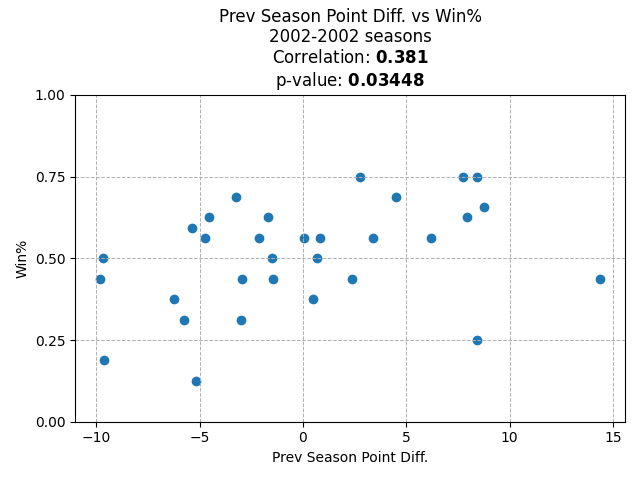 Prev Season Point Diff. vs Win%
2002-2002 seasons
Correlation: 0.381
p-value: 0.03448
1.00
0.75
0.50
0.25
0.00
Win%
−10
−5
0
5
10
15
Prev Season Point Diff.